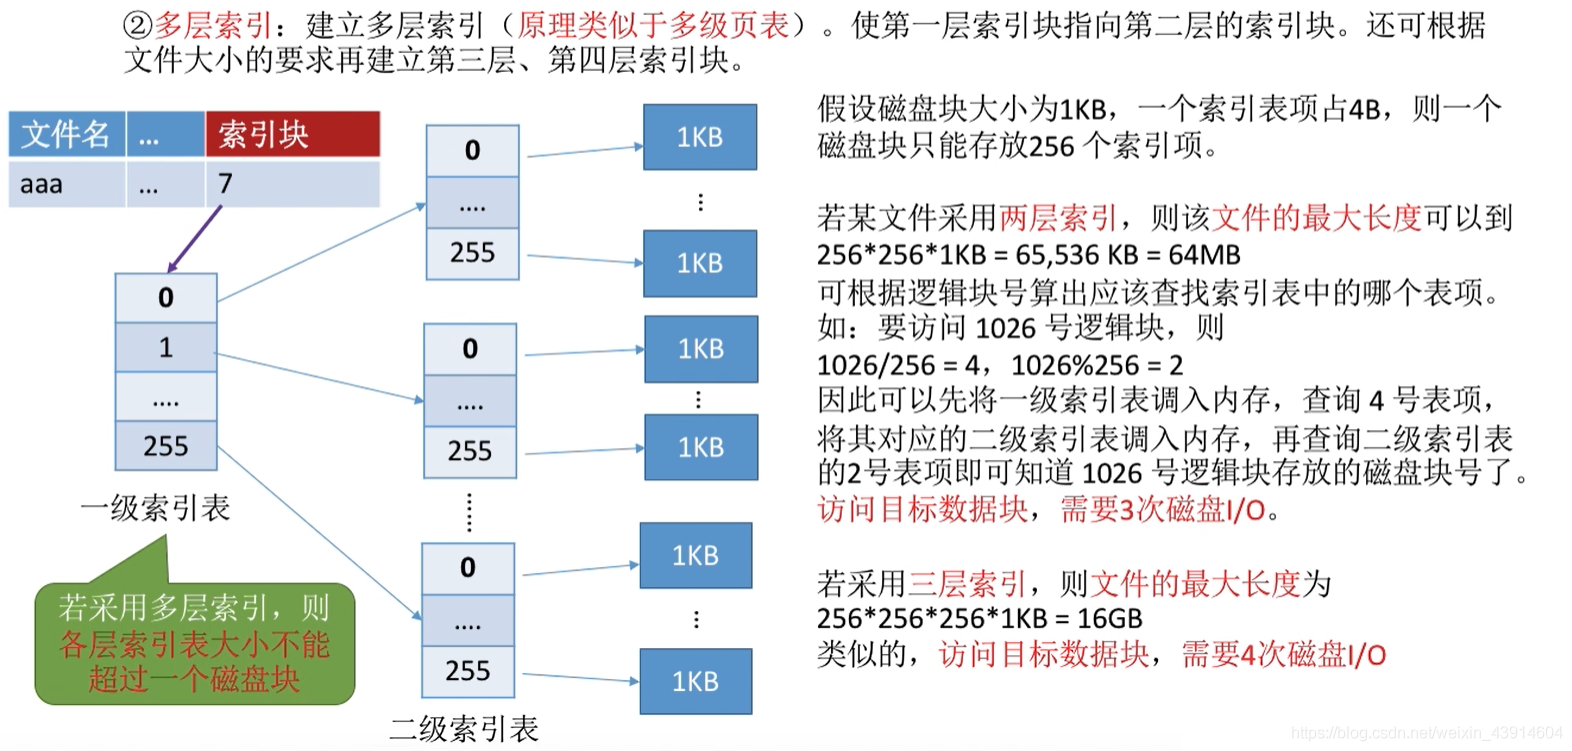 ②多层索引：建立多层索引（原理类似于多级页表）。使第一层索引块指向第二层的索引块。还可根据
文件大小的要求再建立第三层、第四层索引块。
文件名 ... 索引块
aaa ... 7
0
1
....
255
一级索引表
若采用多层索引，则
各层索引表大小不能
超过一个磁盘块
0
....
255
0
....
255
0
....
255
二级索引表
1KB
1KB
1KB
1KB
1KB
1KB
假设磁盘块大小为1KB，一个索引表项占4B，则一个
磁盘块只能存放256 个索引项。
若某文件采用两层索引，则该文件的最大长度可以到
256*256*1KB = 65,536 KB = 64MB
可根据逻辑块号算出应该查找索引表中的哪个表项。
如：要访问 1026 号逻辑块，则
1026/256 = 4，1026%256 = 2
因此可以先将一级索引表调入内存，查询 4 号表项，
将其对应的二级索引表调入内存，再查询二级索引表
的2号表项即可知道 1026 号逻辑块存放的磁盘块号了。
访问目标数据块，需要3次磁盘I/O。
若采用三层索引，则文件的最大长度为
256*256*256*1KB = 16GB
类似的，访问目标数据块，需要4次磁盘I/O
https://blog.csdn.net/weixin_43914604